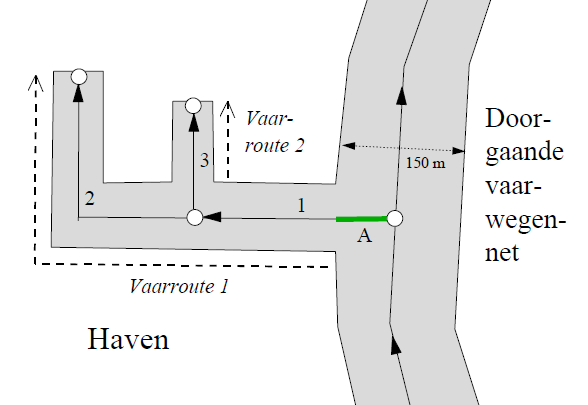 Vaar-
route 2
Door-
gaande
vaar-
wegen-
net
150 m
3
2
1
A
Vaarroute 1
Haven